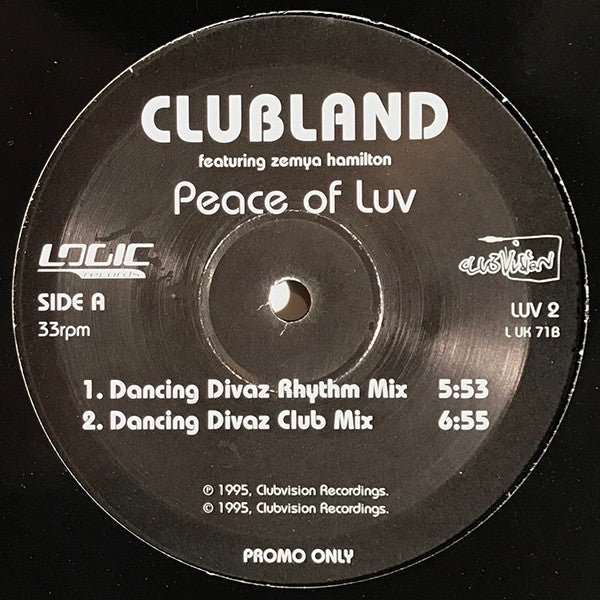 CLUBLAND
featuring zemya hamilton
Peace of Luv
LOGIC
records
CLUBVISION
SIDE A
LUV 2
33rpm
L UK 71B
1. Dancing Divaz Rhythm Mix 5:53
2. Dancing Divaz Club Mix 6:55
℗ 1995, Clubvision Recordings.
© 1995, Clubvision Recordings.
PROMO ONLY